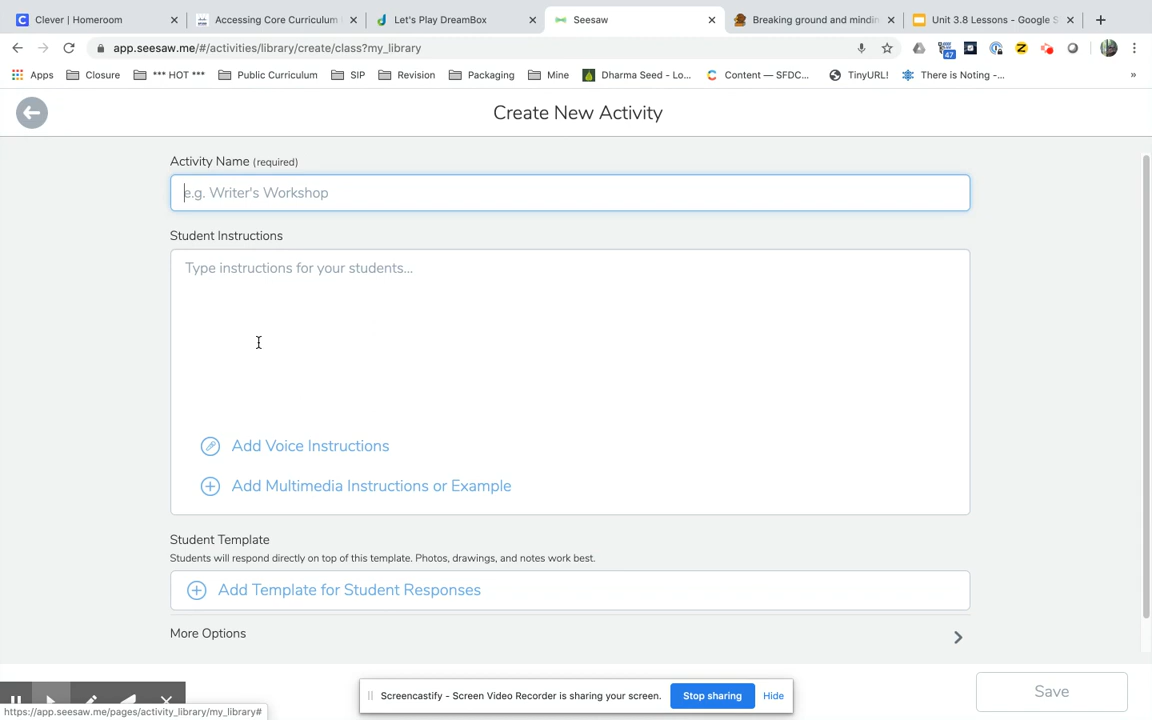 Clever | Homeroom
Accessing Core Curriculum
Let's Play DreamBox
Seesaw
Breaking ground and mindin
Unit 3.8 Lessons - Google S
app.seesaw.me/#/activities/library/create/class?my_library
47
Apps
Closure
*** HOT ***
Public Curriculum
SIP
Revision
Packaging
Mine
Dharma Seed - Lo...
Content — SFDC...
TinyURL!
There is Noting -...
»
Create New Activity
Activity Name (required)
e.g. Writer's Workshop
Student Instructions
Type instructions for your students...
Add Voice Instructions
Add Multimedia Instructions or Example
Student Template
Students will respond directly on top of this template. Photos, drawings, and notes work best.
Add Template for Student Responses
More Options
Screencastify - Screen Video Recorder is sharing your screen.
Stop sharing
Hide
Save
https://app.seesaw.me/pages/activity_library/my_library#